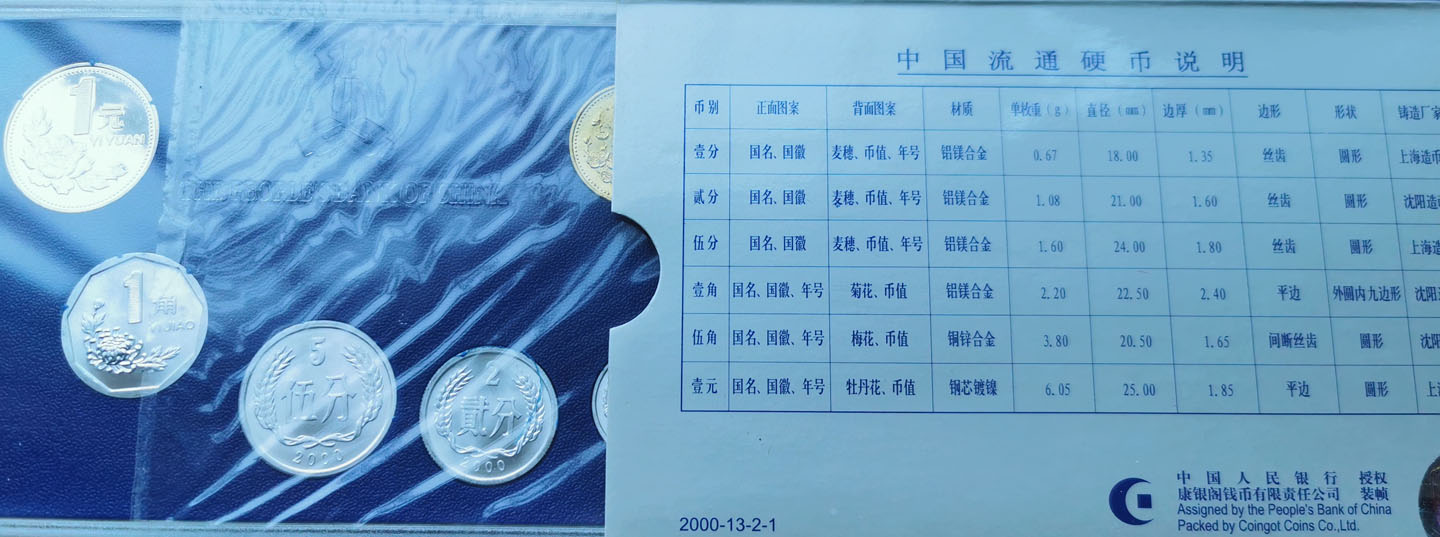 1元
YI YUAN
1角
YI JIAO
5
伍分
2000
2
贰分
2000
THE PEOPLE'S BANK OF CHINA
中国流通硬币说明
币别 正面图案 背面图案 材质 单枚重(g) 直径(mm) 边厚(mm) 边形 形状 铸造厂家
壹分 国名、国徽 麦穗、币值、年号 铝镁合金 0.67 18.00 1.35 丝齿 圆形 上海造币
贰分 国名、国徽 麦穗、币值、年号 铝镁合金 1.08 21.00 1.60 丝齿 圆形 沈阳造
伍分 国名、国徽 麦穗、币值、年号 铝镁合金 1.60 24.00 1.80 丝齿 圆形 上海造
壹角 国名、国徽、年号 菊花、币值 铝镁合金 2.20 22.50 2.40 平边 外圆内九边形 沈阳
伍角 国名、国徽、年号 梅花、币值 铜锌合金 3.80 20.50 1.65 间断丝齿 圆形 沈阳
壹元 国名、国徽、年号 牡丹花、币值 钢芯镀镍 6.05 25.00 1.85 平边 圆形 上
中国人民银行 授权
康银阁钱币有限责任公司 装帧
Assigned by the People's Bank of China
Packed by Coingot Coins Co.,Ltd.
2000-13-2-1